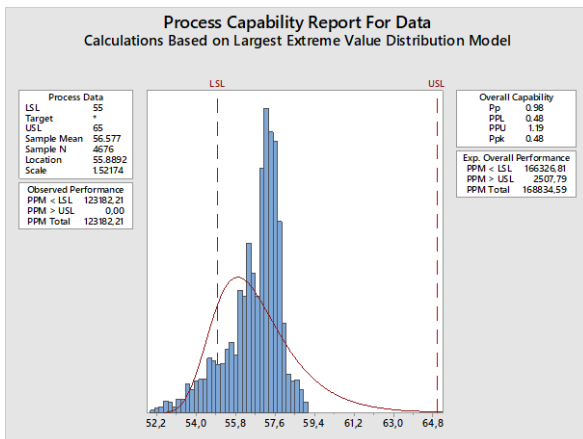 Process Capability Report For Data
Calculations Based on Largest Extreme Value Distribution Model
LSL
USL
Process Data
LSL 55
Target *
USL 65
Sample Mean 56.577
Sample N 4676
Location 55.8892
Scale 1.52174
Observed Performance
PPM < LSL 123182,21
PPM > USL 0,00
PPM Total 123182,21
Overall Capability
Pp 0.98
PPL 0.48
PPU 1.19
Ppk 0.48
Exp. Overall Performance
PPM < LSL 166326,81
PPM > USL 2507,79
PPM Total 168834,59
52,2 54,0 55,8 57,6 59,4 61,2 63,0 64,8